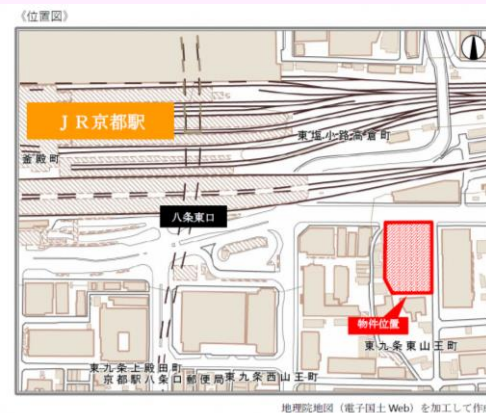 《位置図》
JR京都駅
東塩小路高倉町
釜殿町
八条東口
物件位置
東九条東山王町
東九条上殿田町
京都駅八条口郵便局
東九条西山王町
地理院地図（電子国土Web）を加工して作